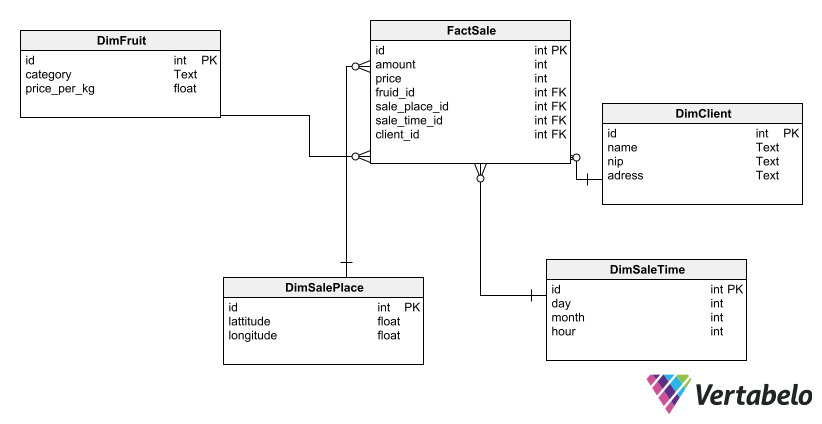 DimFruit
id int PK
category Text
price_per_kg float
FactSale
id int PK
amount int
price int
fruid_id int FK
sale_place_id int FK
sale_time_id int FK
client_id int FK
DimClient
id int PK
name Text
nip Text
adress Text
DimSalePlace
id int PK
lattitude float
longitude float
DimSaleTime
id int PK
day int
month int
hour int
Vertabelo